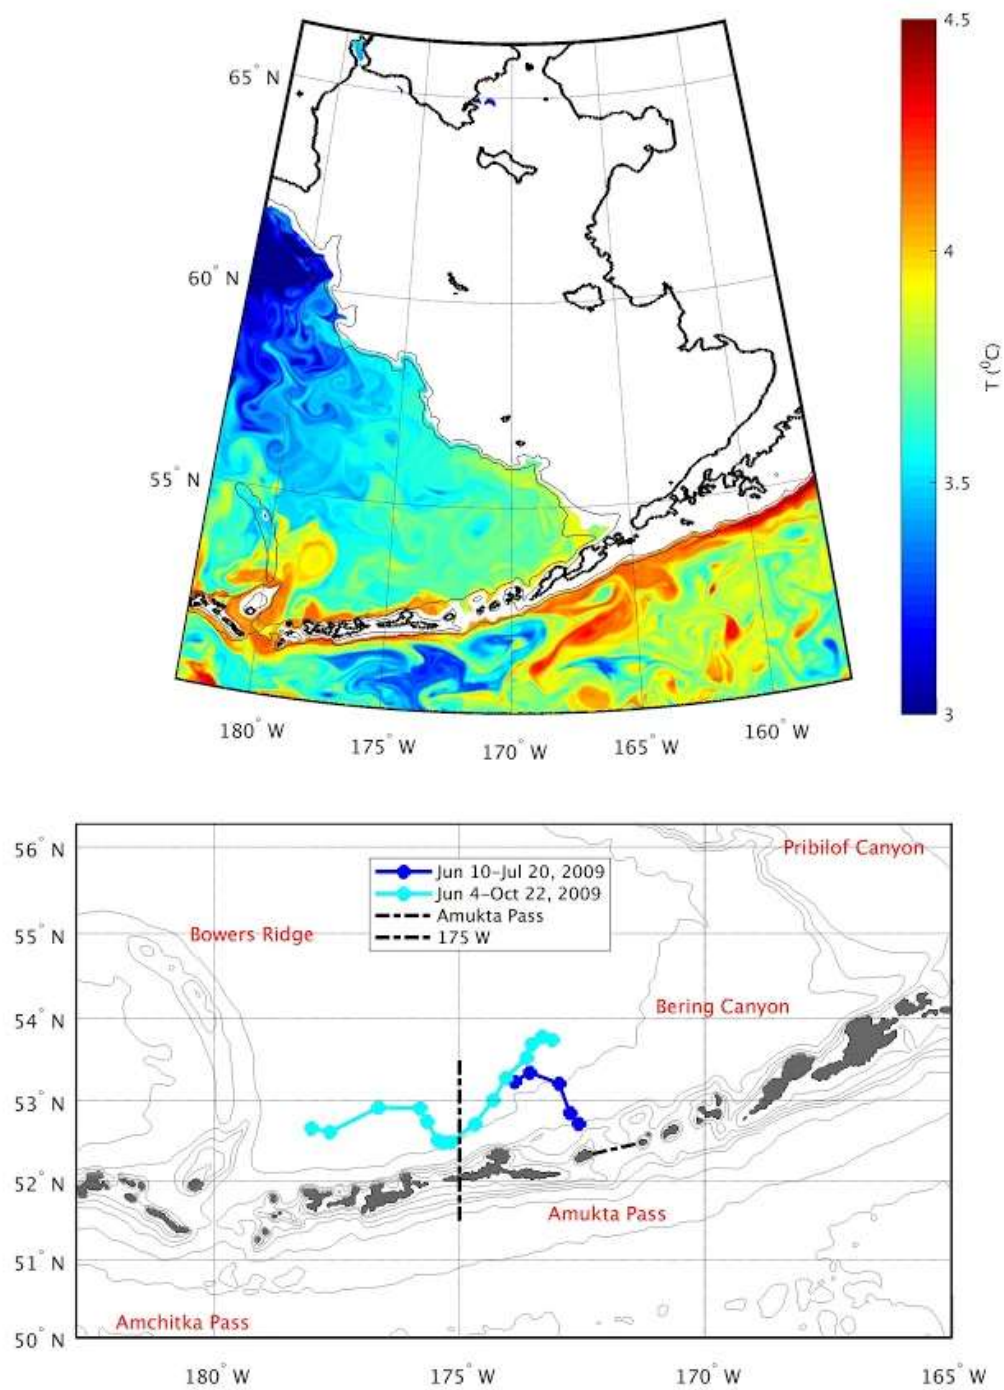 4.5
65° N
4
60° N
T (⁰C)
3.5
55° N
3
180° W
175° W
170° W
165° W
160° W
56° N
Pribilof Canyon
Jun 10-Jul 20, 2009
Jun 4-Oct 22, 2009
Amukta Pass
175 W
55° N
Bowers Ridge
54° N
Bering Canyon
53° N
52° N
Amukta Pass
51° N
Amchitka Pass
50° N
180° W
175° W
170° W
165° W